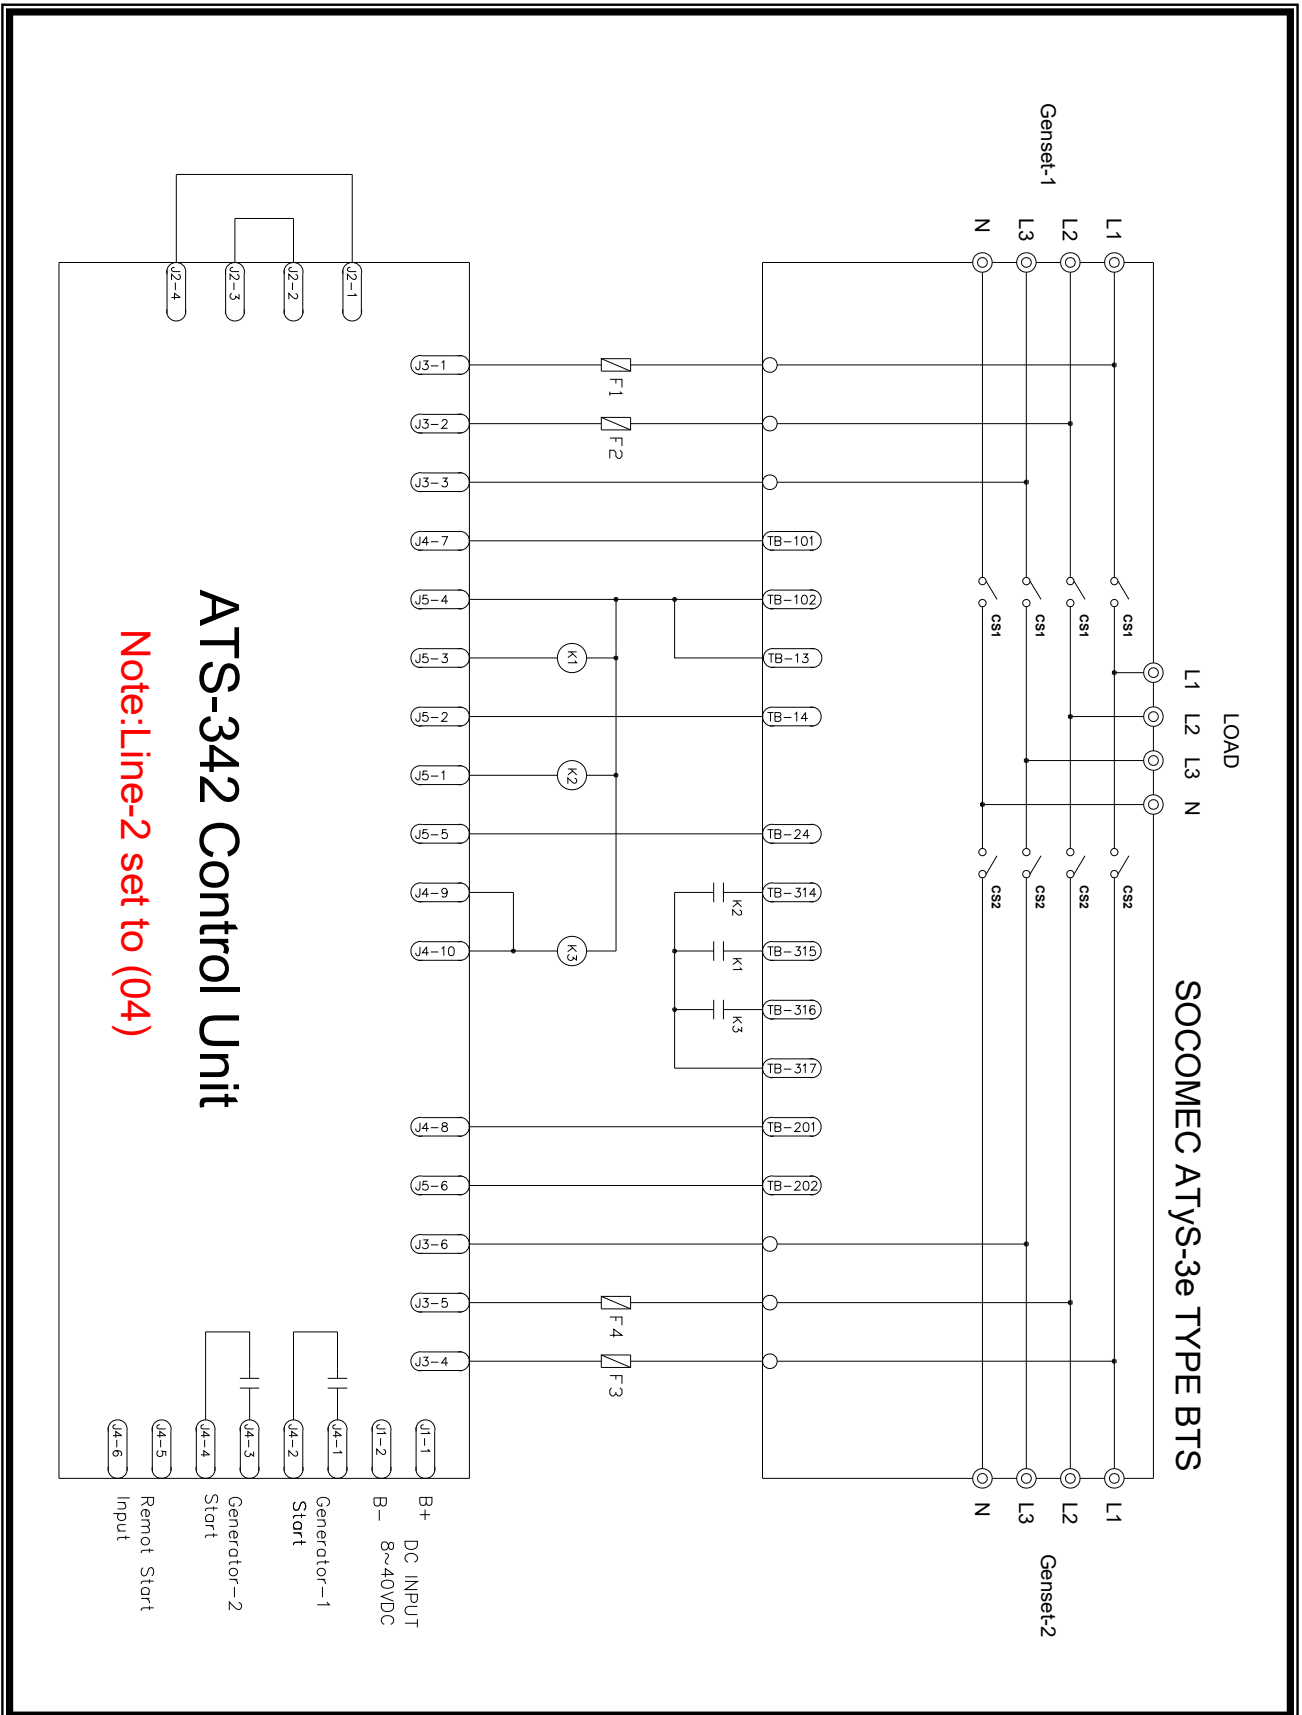 SOCOMEC ATyS-3e TYPE BTS
LOAD
L1 L2 L3 N
Genset-1
Genset-2
L1
L2
L3
N
L1
L2
L3
N
CS1
CS1
CS1
CS1
CS2
CS2
CS2
CS2
TB-101
TB-102
TB-13
TB-14
TB-24
TB-314
TB-315
TB-316
TB-317
TB-201
TB-202
K2
K1
K3
F1
F2
F4
F3
K1
K2
K3
J3-1
J3-2
J3-3
J4-7
J5-4
J5-3
J5-2
J5-1
J5-5
J4-9
J4-10
J4-8
J5-6
J3-6
J3-5
J3-4
J2-1
J2-2
J2-3
J2-4
J1-1
J1-2
J4-1
J4-2
J4-3
J4-4
J4-5
J4-6
B+ DC INPUT
B- 8~40VDC
Generator-1
Start
Generator-2
Start
Remot Start
Input
ATS-342 Control Unit
Note:Line-2 set to (04)